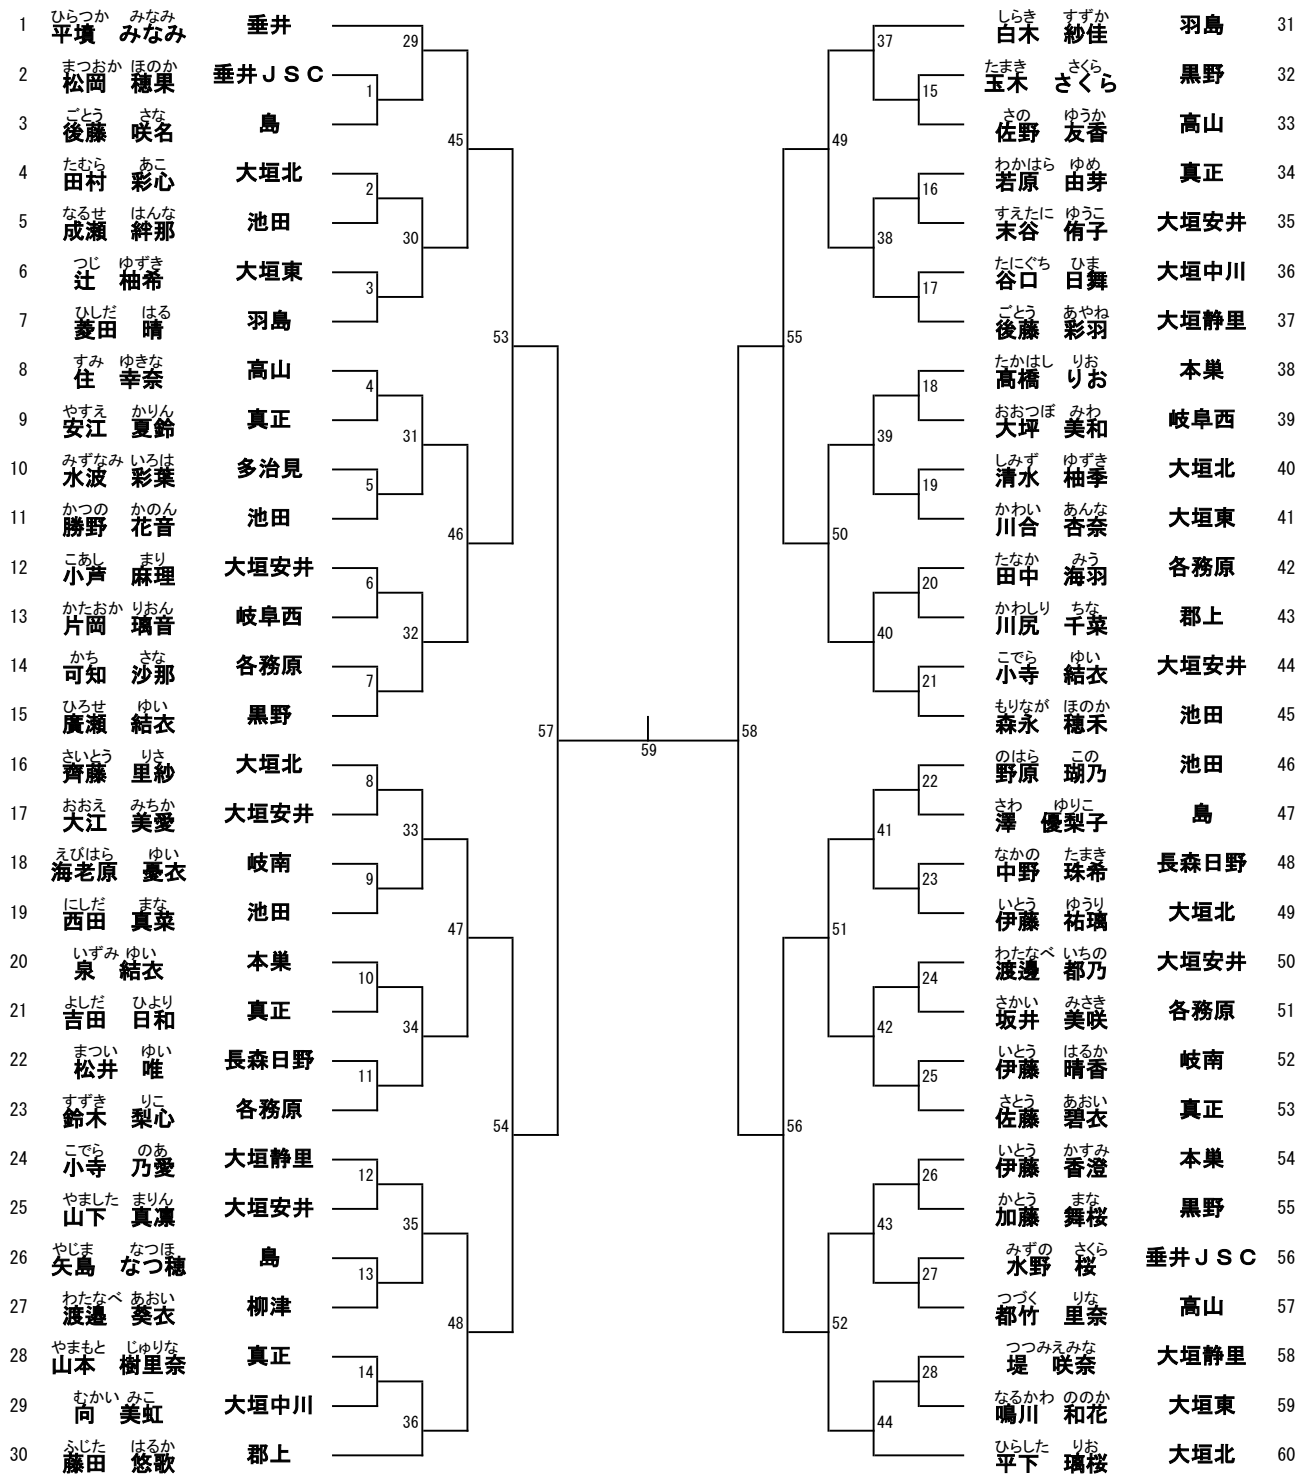 1 ひらつか みなみ 平墳 みなみ 垂井
2 まつおか ほのか 松岡 穂果 垂井ＪＳＣ
3 ごとう さな 後藤 咲名 島
4 たむら あこ 田村 彩心 大垣北
5 なるせ はんな 成瀬 絆那 池田
6 つじ ゆずき 辻 柚希 大垣東
7 ひしだ はる 菱田 晴 羽島
8 すみ ゆきな 住 幸奈 高山
9 やすえ かりん 安江 夏鈴 真正
10 みずなみ いろは 水波 彩葉 多治見
11 かつの かのん 勝野 花音 池田
12 こあし まり 小芦 麻理 大垣安井
13 かたおか りおん 片岡 璃音 岐阜西
14 かち さな 可知 沙那 各務原
15 ひろせ ゆい 廣瀬 結衣 黒野
16 さいとう りさ 齊藤 里紗 大垣北
17 おおえ みちか 大江 美愛 大垣安井
18 えびはら ゆい 海老原 憂衣 岐南
19 にしだ まな 西田 真菜 池田
20 いずみ ゆい 泉 結衣 本巣
21 よしだ ひより 吉田 日和 真正
22 まつい ゆい 松井 唯 長森日野
23 すずき りこ 鈴木 梨心 各務原
24 こでら のあ 小寺 乃愛 大垣静里
25 やました まりん 山下 真凛 大垣安井
26 やじま なつほ 矢島 なつ穂 島
27 わたなべ あおい 渡邉 葵衣 柳津
28 やまもと じゅりな 山本 樹里奈 真正
29 むかい みこ 向 美虹 大垣中川
30 ふじた はるか 藤田 悠歌 郡上
29
1
45
2
30
3
53
4
31
5
46
6
32
7
57
8
33
9
47
10
34
11
54
12
35
13
48
14
36
59
37
15
49
16
38
17
55
18
39
19
50
20
40
21
58
22
41
23
51
24
42
25
56
26
43
27
52
28
44
しらき すずか 白木 紗佳 羽島 31
たまき さくら 玉木 さくら 黒野 32
さの ゆうか 佐野 友香 高山 33
わかはら ゆめ 若原 由芽 真正 34
すえたに ゆうこ 末谷 侑子 大垣安井 35
たにぐち ひま 谷口 日舞 大垣中川 36
ごとう あやね 後藤 彩羽 大垣静里 37
たかはし りお 髙橋 りお 本巣 38
おおつぼ みわ 大坪 美和 岐阜西 39
しみず ゆずき 清水 柚季 大垣北 40
かわい あんな 川合 杏奈 大垣東 41
たなか みう 田中 海羽 各務原 42
かわしり ちな 川尻 千菜 郡上 43
こでら ゆい 小寺 結衣 大垣安井 44
もりなが ほのか 森永 穂禾 池田 45
のはら この 野原 瑚乃 池田 46
さわ ゆりこ 澤 優梨子 島 47
なかの たまき 中野 珠希 長森日野 48
いとう ゆうり 伊藤 祐璃 大垣北 49
わたなべ いちの 渡邊 都乃 大垣安井 50
さかい みさき 坂井 美咲 各務原 51
いとう はるか 伊藤 晴香 岐南 52
さとう あおい 佐藤 碧衣 真正 53
いとう かすみ 伊藤 香澄 本巣 54
かとう まな 加藤 舞桜 黒野 55
みずの さくら 水野 桜 垂井ＪＳＣ 56
つづく りな 都竹 里奈 高山 57
つつみえみな 堤 咲奈 大垣静里 58
なるかわ ののか 鳴川 和花 大垣東 59
ひらした りお 平下 璃桜 大垣北 60